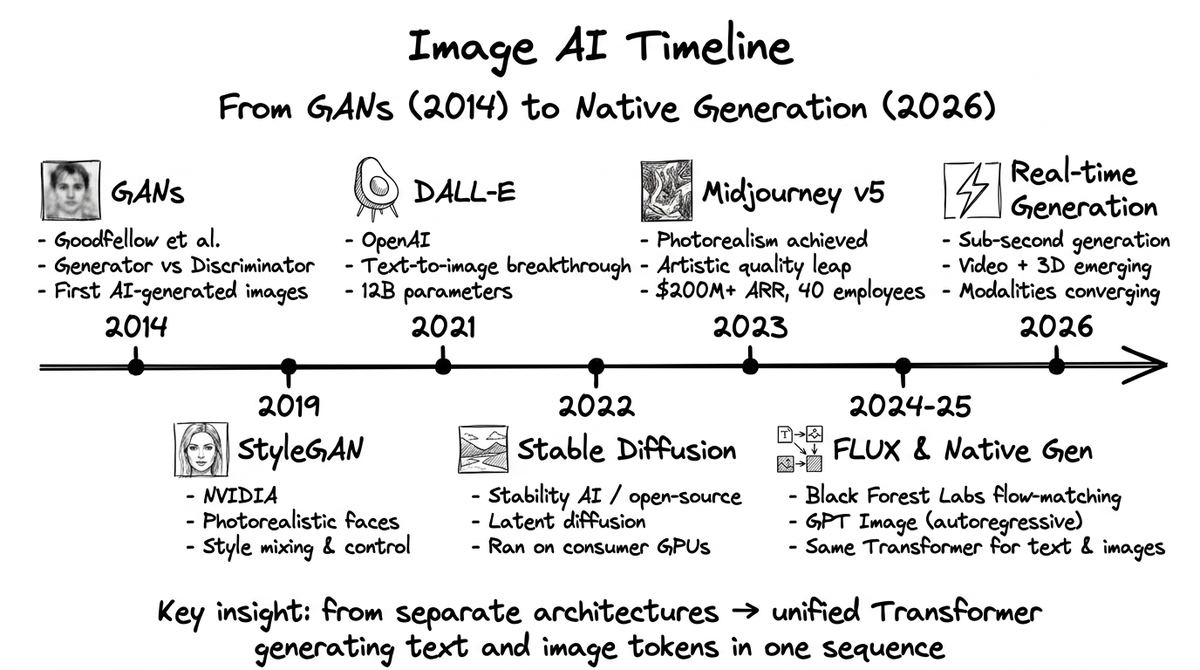 Image AI Timeline
From GANs (2014) to Native Generation (2026)
GANs
- Goodfellow et al.
- Generator vs Discriminator
- First AI-generated images
2014
DALL-E
- OpenAI
- Text-to-image breakthrough
- 12B parameters
2021
Midjourney v5
- Photorealism achieved
- Artistic quality leap
- $200M+ ARR, 40 employees
2023
Real-time
Generation
- Sub-second generation
- Video + 3D emerging
- Modalities converging
2026
2019
StyleGAN
- NVIDIA
- Photorealistic faces
- Style mixing & control
2022
Stable Diffusion
- Stability AI / open-source
- Latent diffusion
- Ran on consumer GPUs
2024-25
T
FLUX & Native Gen
- Black Forest Labs flow-matching
- GPT Image (autoregressive)
- Same Transformer for text & images
Key insight: from separate architectures → unified Transformer
generating text and image tokens in one sequence